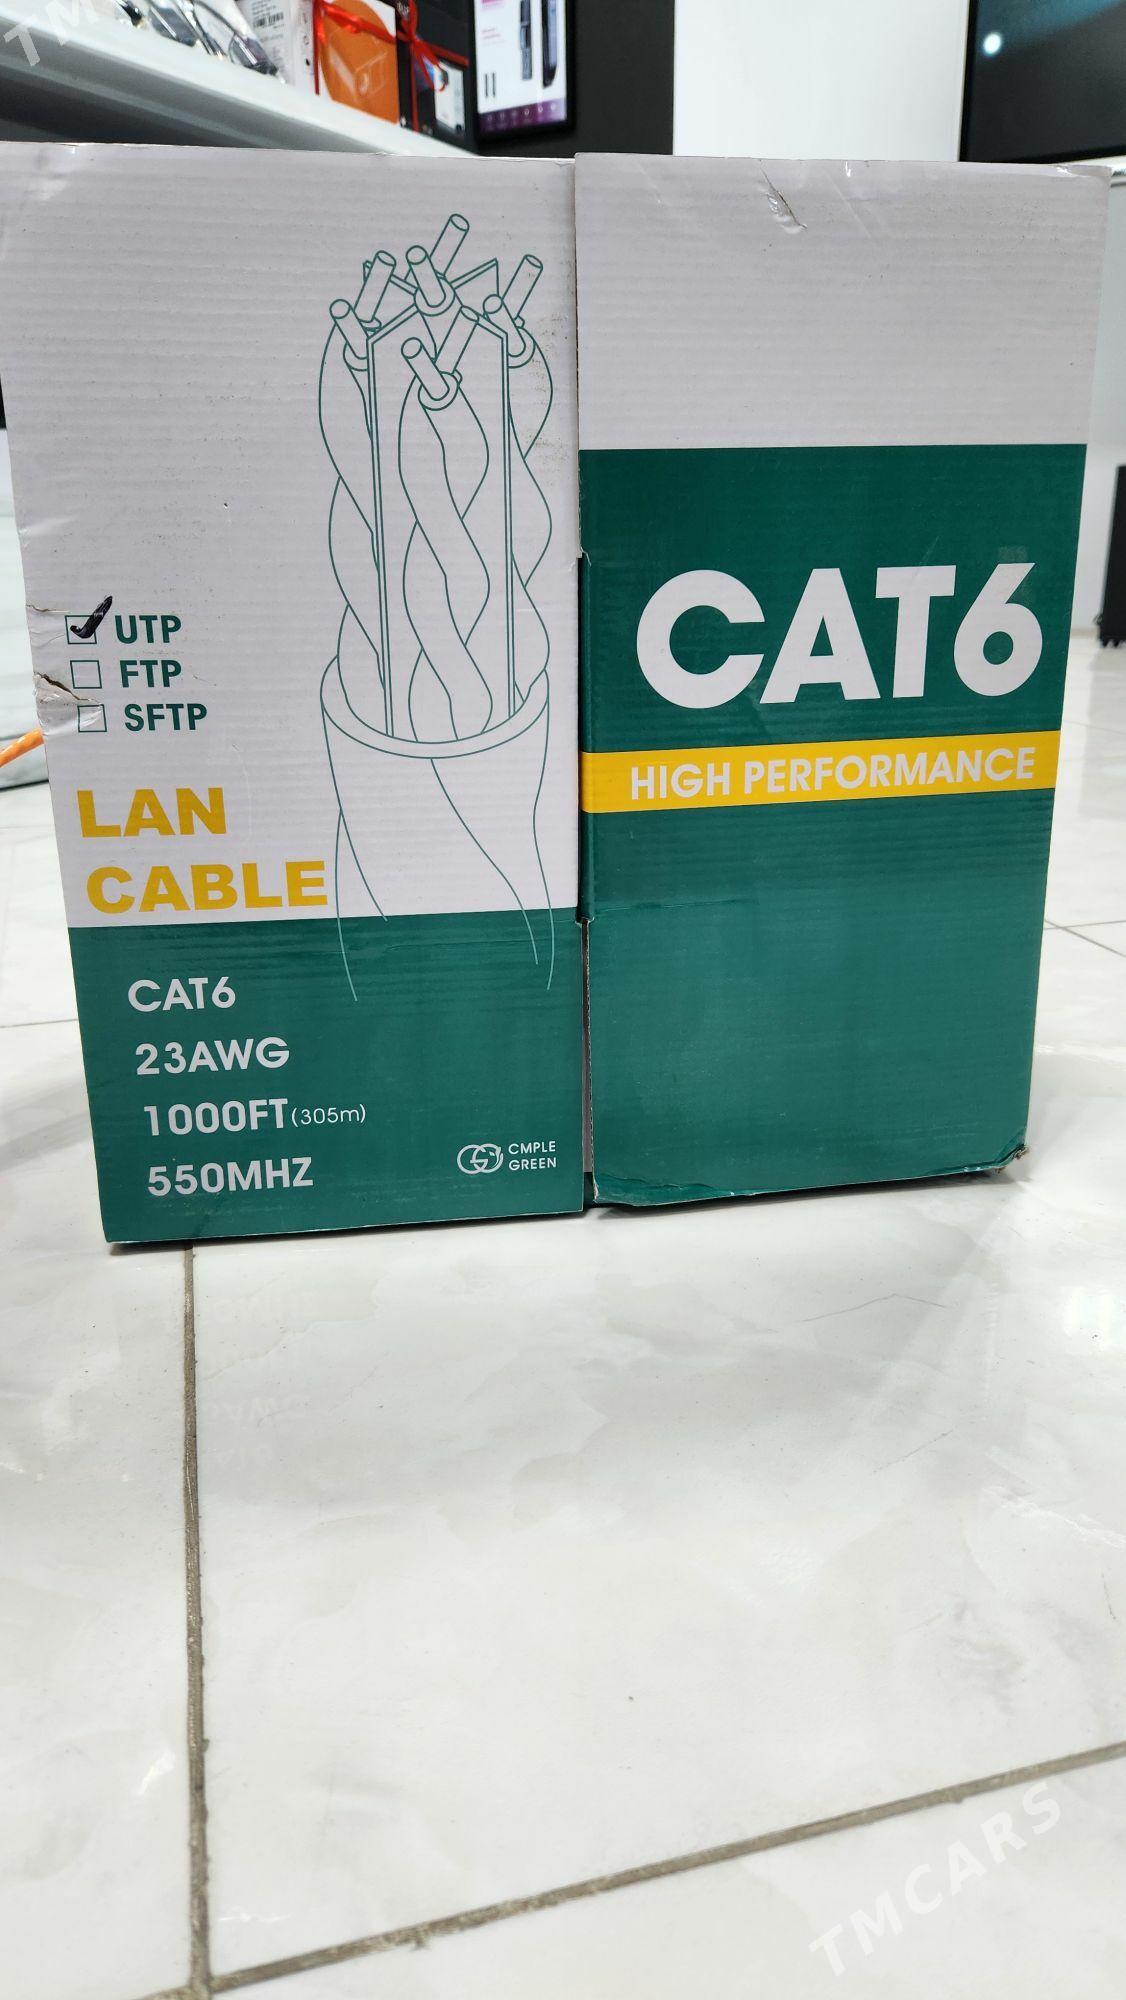 UTP
FTP
SFTP
LAN
CABLE
CAT6
23AWG
1000FT (305m)
550MHZ
CMPLE
GREEN
CAT6
HIGH PERFORMANCE
TMCARS